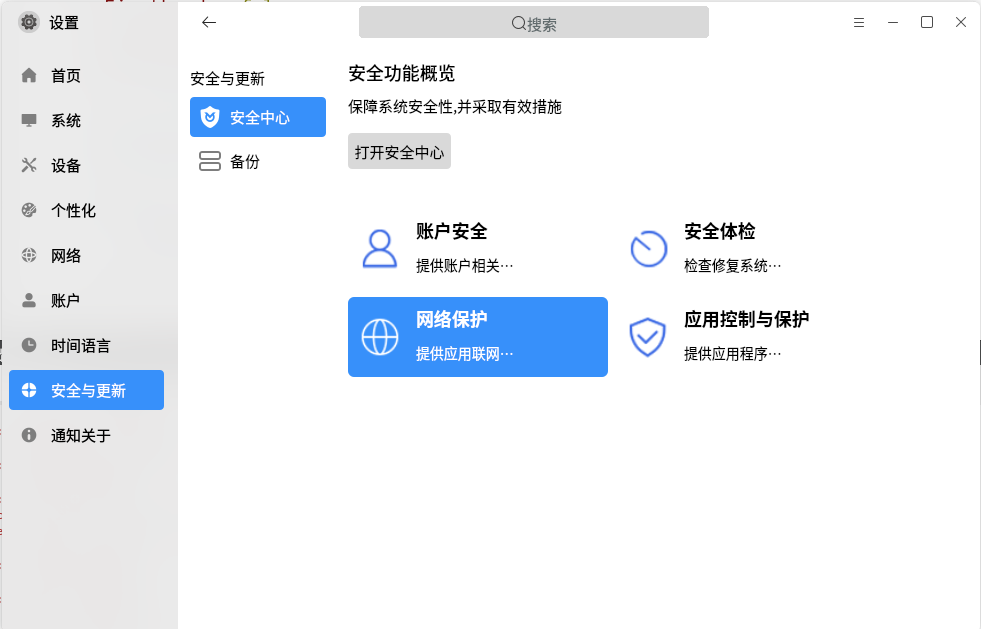 设置
搜索
首页
系统
设备
个性化
网络
账户
时间语言
安全与更新
通知关于
安全与更新
安全中心
备份
安全功能概览
保障系统安全性,并采取有效措施
打开安全中心
账户安全
提供账户相关···
安全体检
检查修复系统···
网络保护
提供应用联网···
应用控制与保护
提供应用程序···